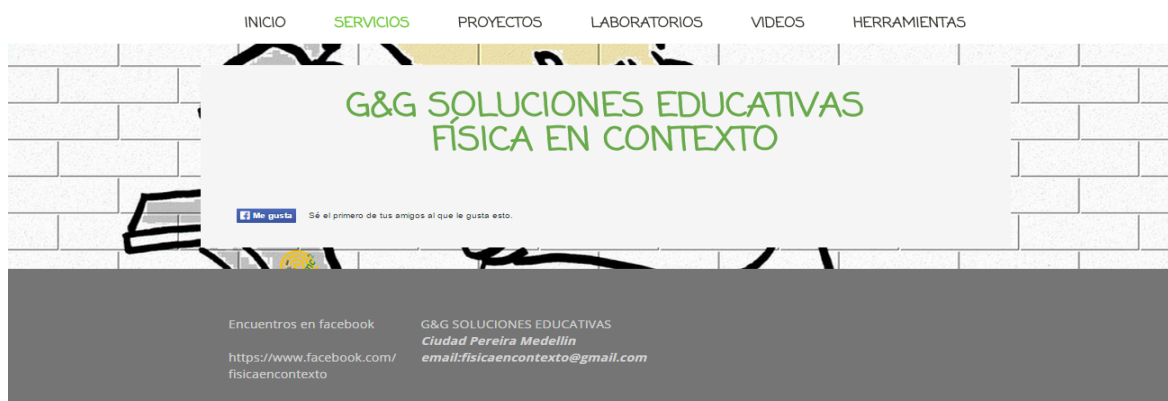 INICIO SERVICIOS PROYECTOS LABORATORIOS VIDEOS HERRAMIENTAS
G&G SOLUCIONES EDUCATIVAS
FÍSICA EN CONTEXTO
Me gusta Sé el primero de tus amigos al que le gusta esto.
Encuentros en facebook
https://www.facebook.com/
fisicaencontexto
G&G SOLUCIONES EDUCATIVAS
Ciudad Pereira Medellin
email:fisicaencontexto@gmail.com